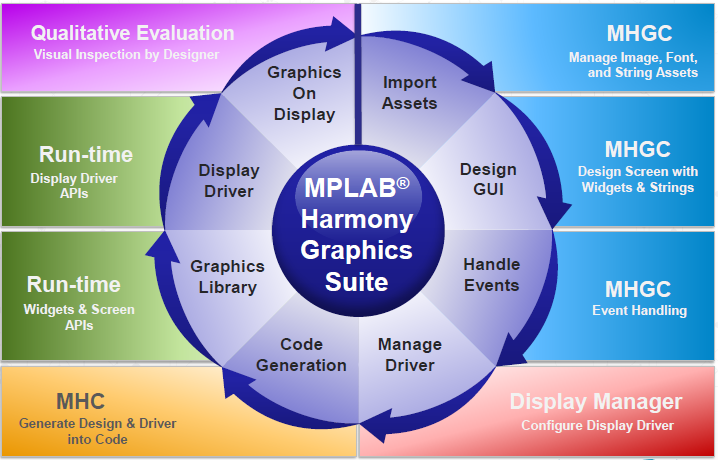 Qualitative Evaluation
Visual Inspection by Designer
MHGC
Manage Image, Font,
and String Assets
Graphics
On
Display
Import
Assets
Run-time
Display Driver
APIs
Display
Driver
Design
GUI
MHGC
Design Screen with
Widgets & Strings
MPLAB®
Harmony
Graphics
Suite
Run-time
Widgets & Screen
APIs
Graphics
Library
Handle
Events
MHGC
Event Handling
Code
Generation
Manage
Driver
MHC
Generate Design & Driver
into Code
Display Manager
Configure Display Driver